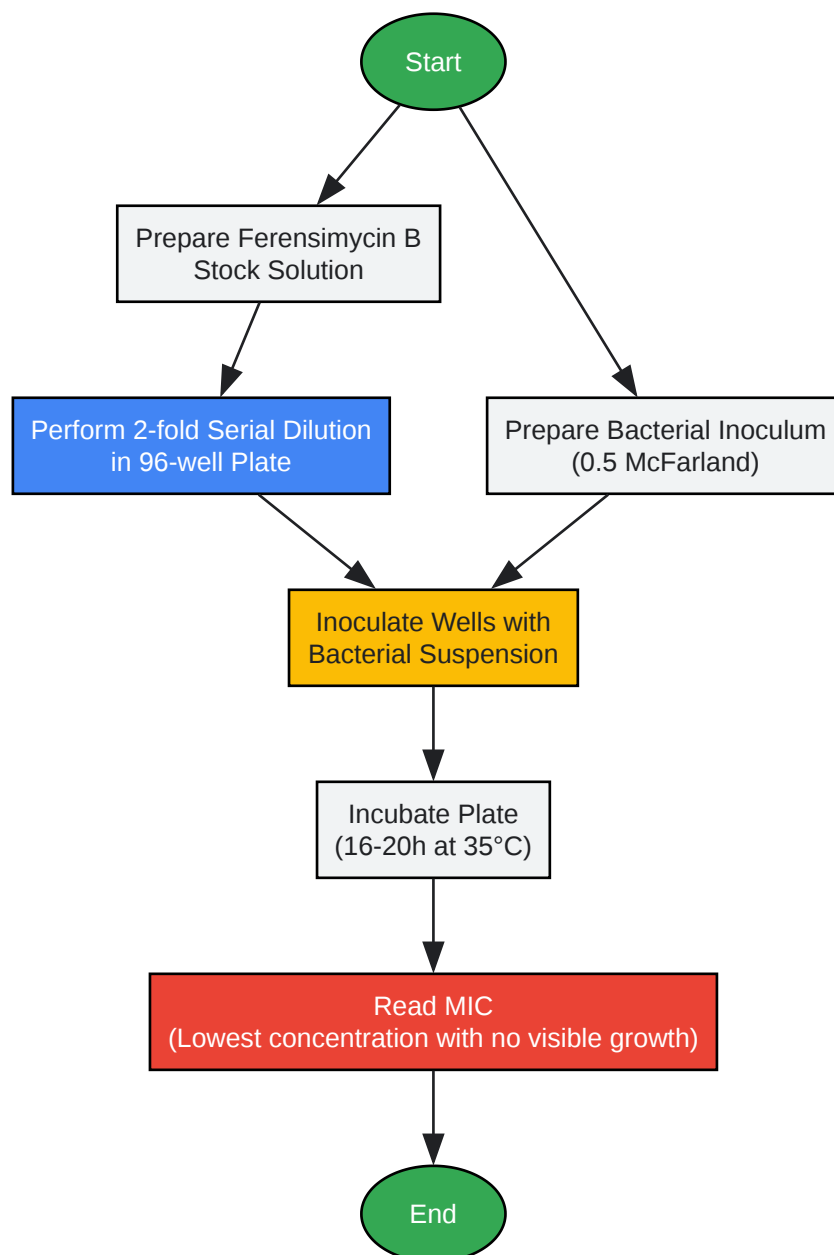 Start
Prepare Ferensimycin B
Stock Solution
Perform 2-fold Serial Dilution
in 96-well Plate
Prepare Bacterial Inoculum
(0.5 McFarland)
Inoculate Wells with
Bacterial Suspension
Incubate Plate
(16-20h at 35°C)
Read MIC
(Lowest concentration with no visible growth)
End